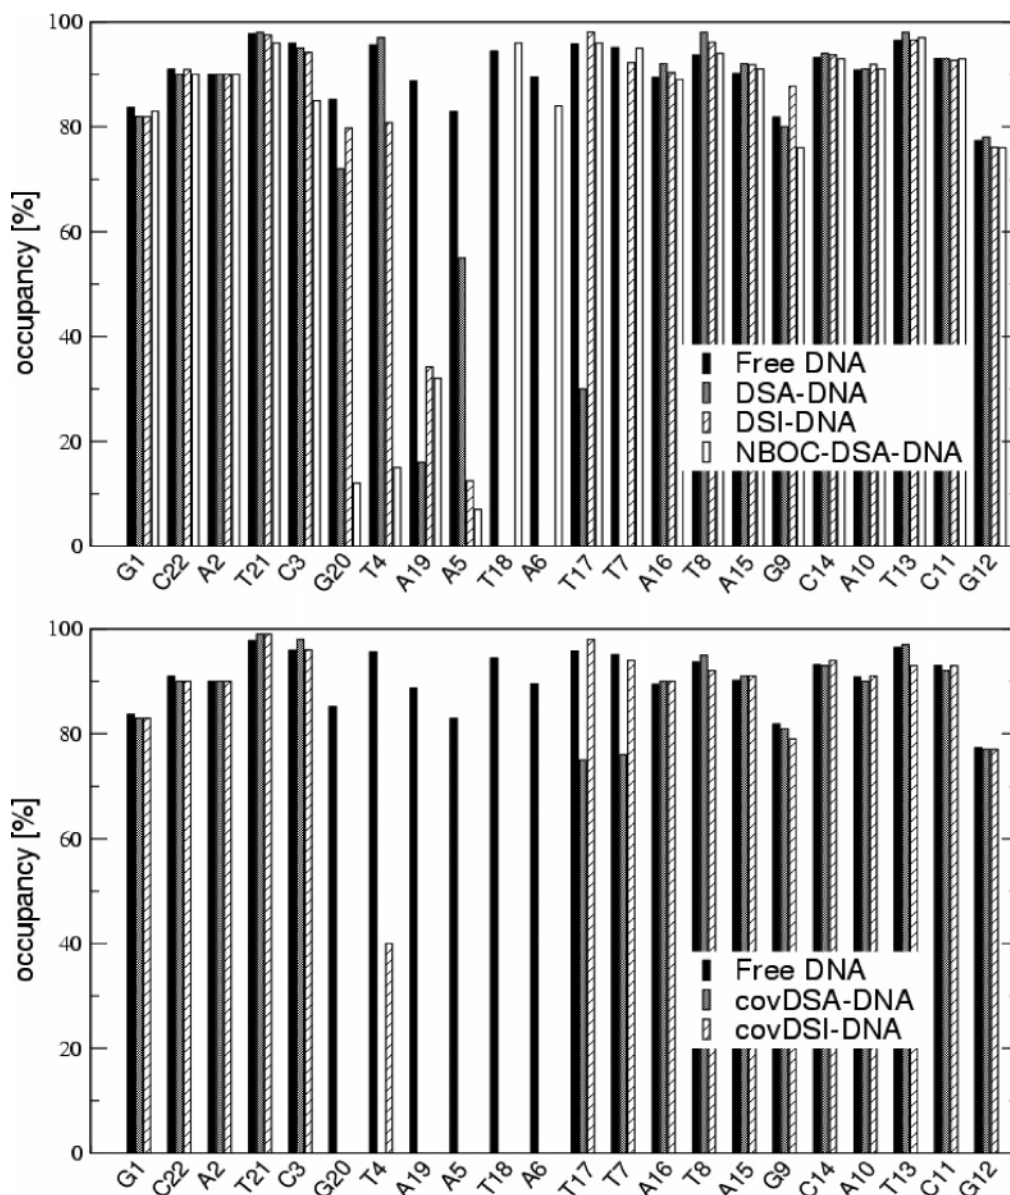 100
80
60
40
20
0
occupancy [%]
Free DNA
DSA-DNA
DSI-DNA
NBOC-DSA-DNA
G1 C22 A2 T21 C3 G20 T4 A19 A5 T18 A6 T17 T7 A16 T8 A15 G9 C14 A10 T13 C11 G12
100
80
60
40
20
0
occupancy [%]
Free DNA
covDSA-DNA
covDSI-DNA
G1 C22 A2 T21 C3 G20 T4 A19 A5 T18 A6 T17 T7 A16 T8 A15 G9 C14 A10 T13 C11 G12